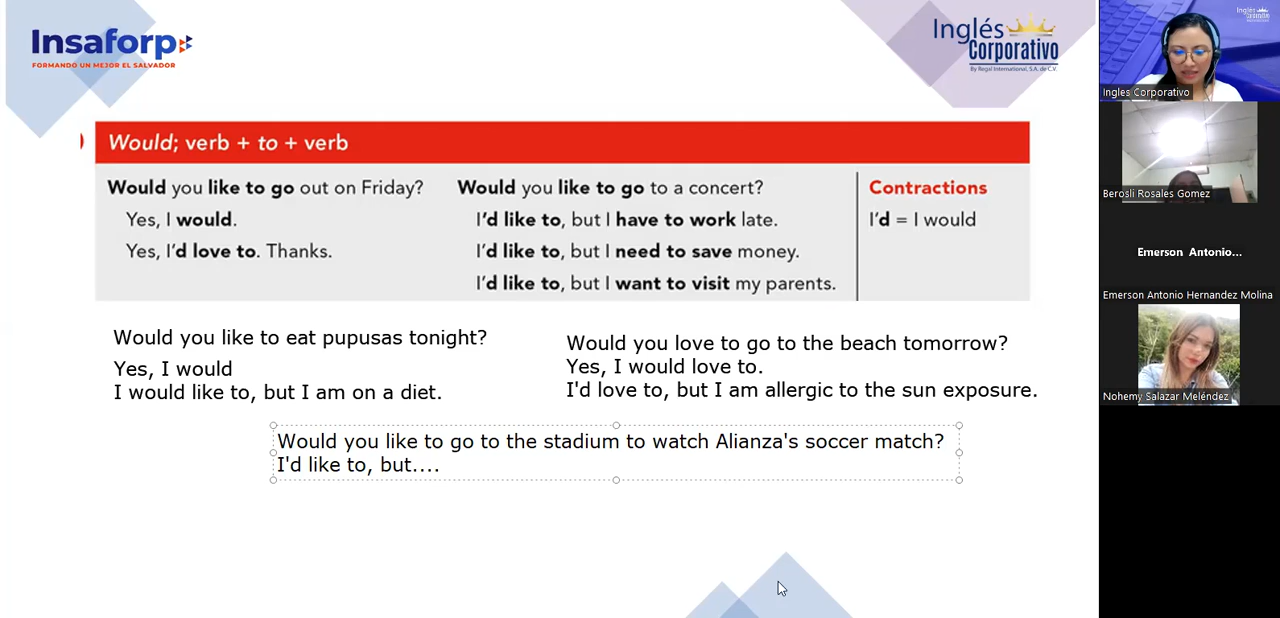 Insaforp
FORMANDO UN MEJOR EL SALVADOR
Inglés
Corporativo
By Regal International, S.A. de C.V.
Would; verb + to + verb
Would you like to go out on Friday?
Yes, I would.
Yes, I'd love to. Thanks.
Would you like to go to a concert?
I'd like to, but I have to work late.
I'd like to, but I need to save money.
I'd like to, but I want to visit my parents.
Contractions
I'd = I would
Would you like to eat pupusas tonight?
Yes, I would
I would like to, but I am on a diet.
Would you love to go to the beach tomorrow?
Yes, I would love to.
I'd love to, but I am allergic to the sun exposure.
Would you like to go to the stadium to watch Alianza's soccer match?
I'd like to, but....
Inglés
Ingles Corporativo
Berosli Rosales Gomez
Emerson Antonio...
Emerson Antonio Hernandez Molina
Nohemy Salazar Meléndez